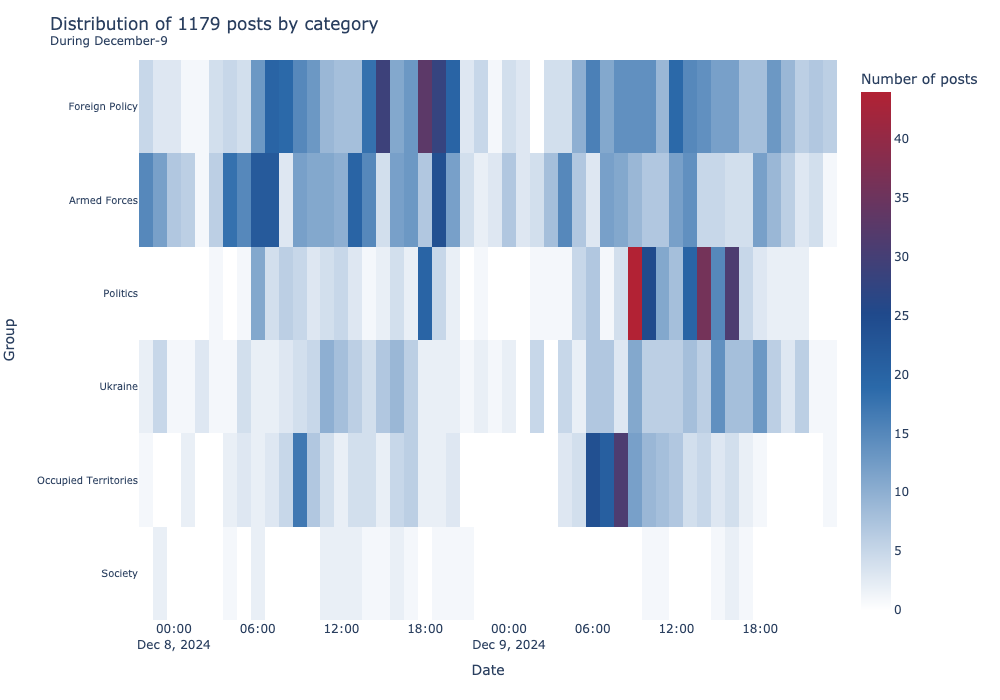 Distribution of 1179 posts by category
During December-9
Number of posts
Foreign Policy
Armed Forces
Politics
Ukraine
Occupied Territories
Society
Group
40
35
30
25
20
15
10
5
0
00:00
Dec 8, 2024
06:00
12:00
18:00
00:00
Dec 9, 2024
06:00
12:00
18:00
Date